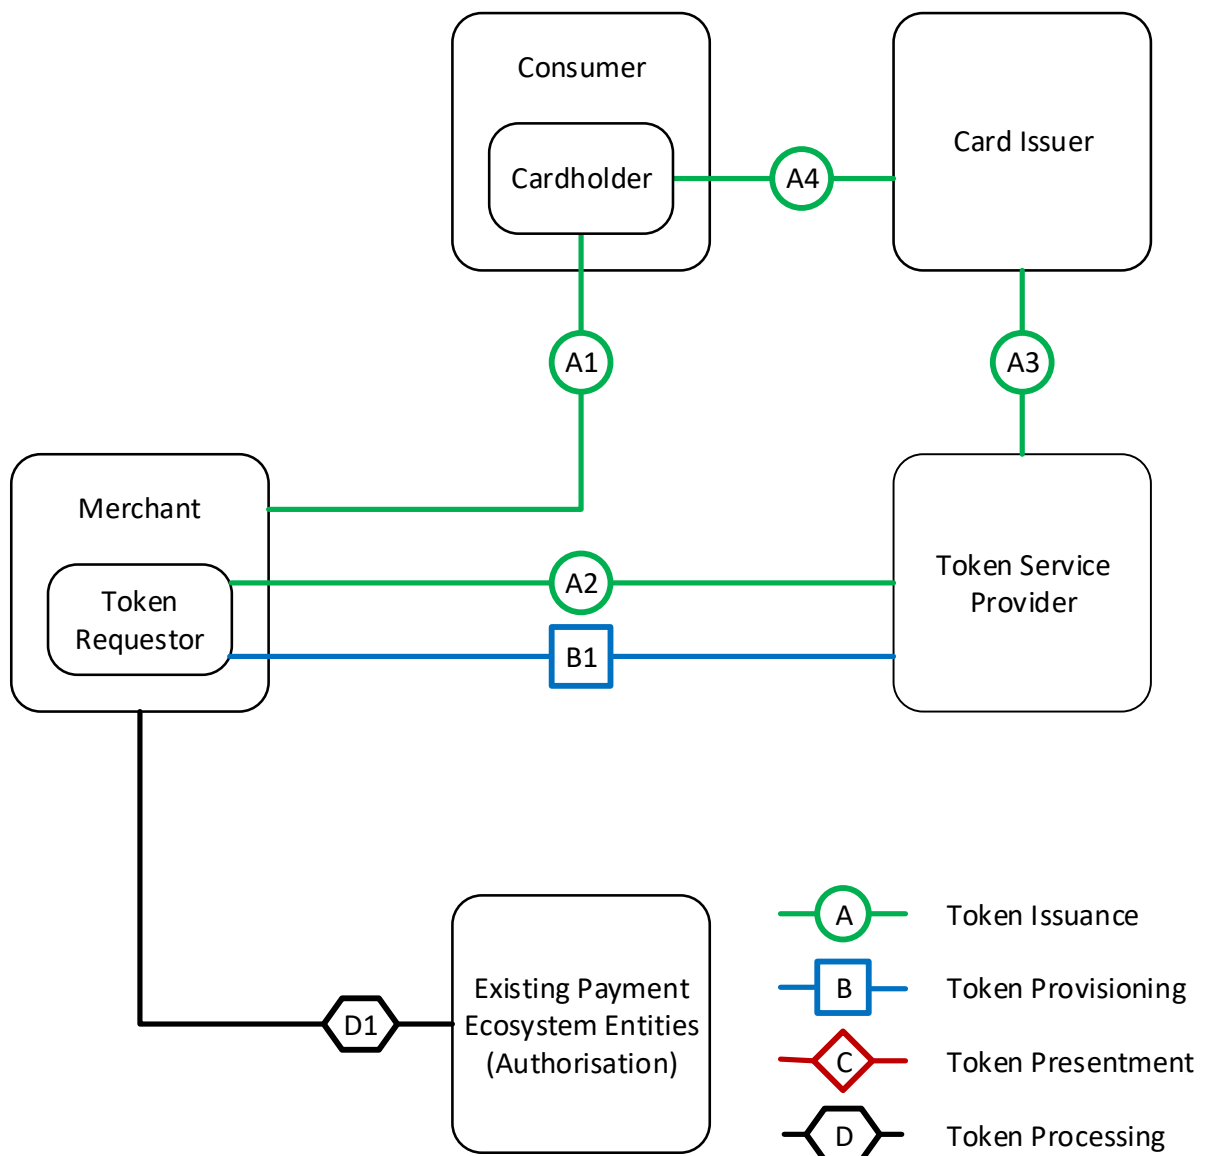 Consumer
Cardholder
A4
Card Issuer
A1
A3
Merchant
Token
Requestor
A2
B1
Token Service
Provider
D1
Existing Payment
Ecosystem Entities
(Authorisation)
A Token Issuance
B Token Provisioning
C Token Presentment
D Token Processing